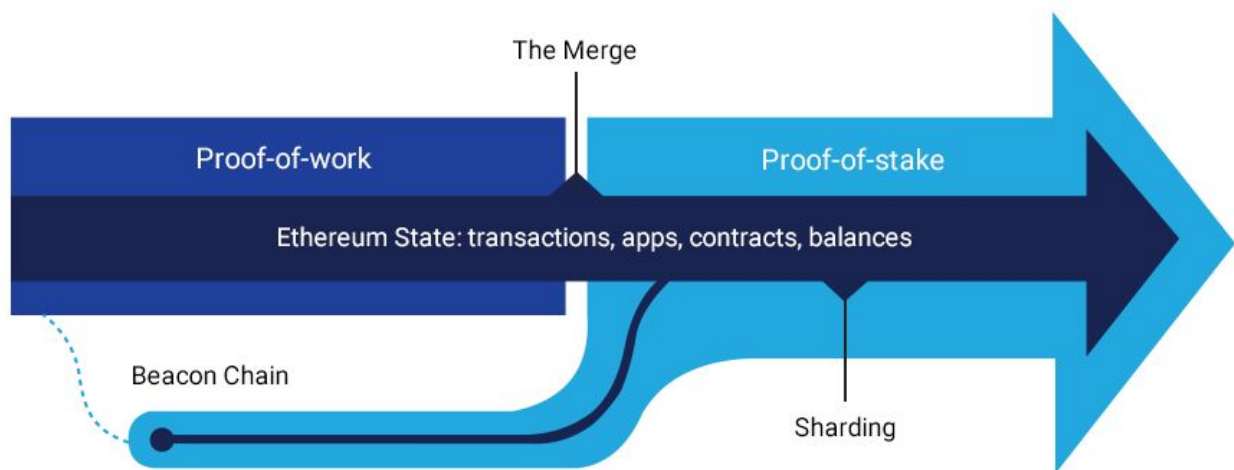 The Merge
Proof-of-work
Proof-of-stake
Ethereum State: transactions, apps, contracts, balances
Beacon Chain
Sharding